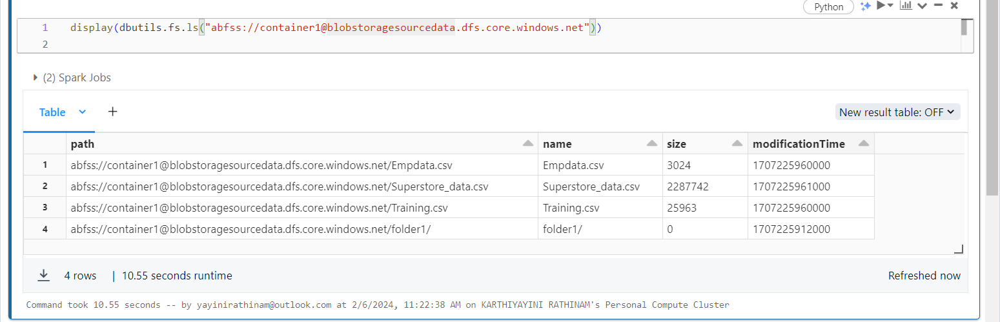 Python
1 display(dbutils.fs.ls("abfss://container1@blobstoragesourcedata.dfs.core.windows.net"))
2
(2) Spark Jobs
Table +
New result table: OFF
path name size modificationTime
1 abfss://container1@blobstoragesourcedata.dfs.core.windows.net/Empdata.csv Empdata.csv 3024 1707225960000
2 abfss://container1@blobstoragesourcedata.dfs.core.windows.net/Superstore_data.csv Superstore_data.csv 2287742 1707225961000
3 abfss://container1@blobstoragesourcedata.dfs.core.windows.net/Training.csv Training.csv 25963 1707225960000
4 abfss://container1@blobstoragesourcedata.dfs.core.windows.net/folder1/ folder1/ 0 1707225912000
4 rows | 10.55 seconds runtime
Refreshed now
Command took 10.55 seconds -- by yayinirathinam@outlook.com at 2/6/2024, 11:22:38 AM on KARTHIYAYINI RATHINAM's Personal Compute Cluster